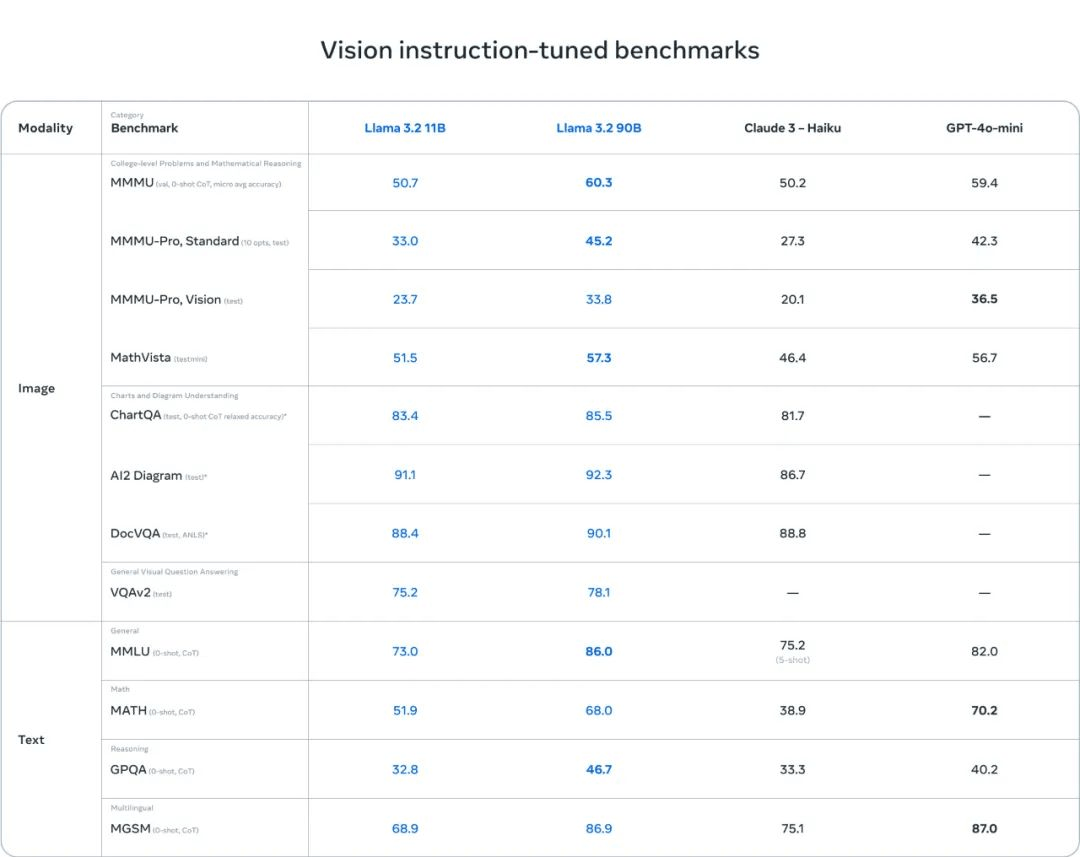 Vision instruction-tuned benchmarks
Modality
Category
Benchmark
Llama 3.2 11B
Llama 3.2 90B
Claude 3 – Haiku
GPT-4o-mini
Image
College-level Problems and Mathematical Reasoning
MMMU (val, 0-shot CoT, micro avg accuracy) 50.7 60.3 50.2 59.4
MMMU-Pro, Standard (10 opts, test) 33.0 45.2 27.3 42.3
MMMU-Pro, Vision (test) 23.7 33.8 20.1 36.5
MathVista (testmini) 51.5 57.3 46.4 56.7
Charts and Diagram Understanding
ChartQA (test, 0-shot CoT relaxed accuracy)* 83.4 85.5 81.7 —
AI2 Diagram (test)* 91.1 92.3 86.7 —
DocVQA (test, ANLS)* 88.4 90.1 88.8 —
General Visual Question Answering
VQAv2 (test) 75.2 78.1 — —
Text
General
MMLU (0-shot, CoT) 73.0 86.0 75.2 (5-shot) 82.0
Math
MATH (0-shot, CoT) 51.9 68.0 38.9 70.2
Reasoning
GPQA (0-shot, CoT) 32.8 46.7 33.3 40.2
Multilingual
MGSM (0-shot, CoT) 68.9 86.9 75.1 87.0